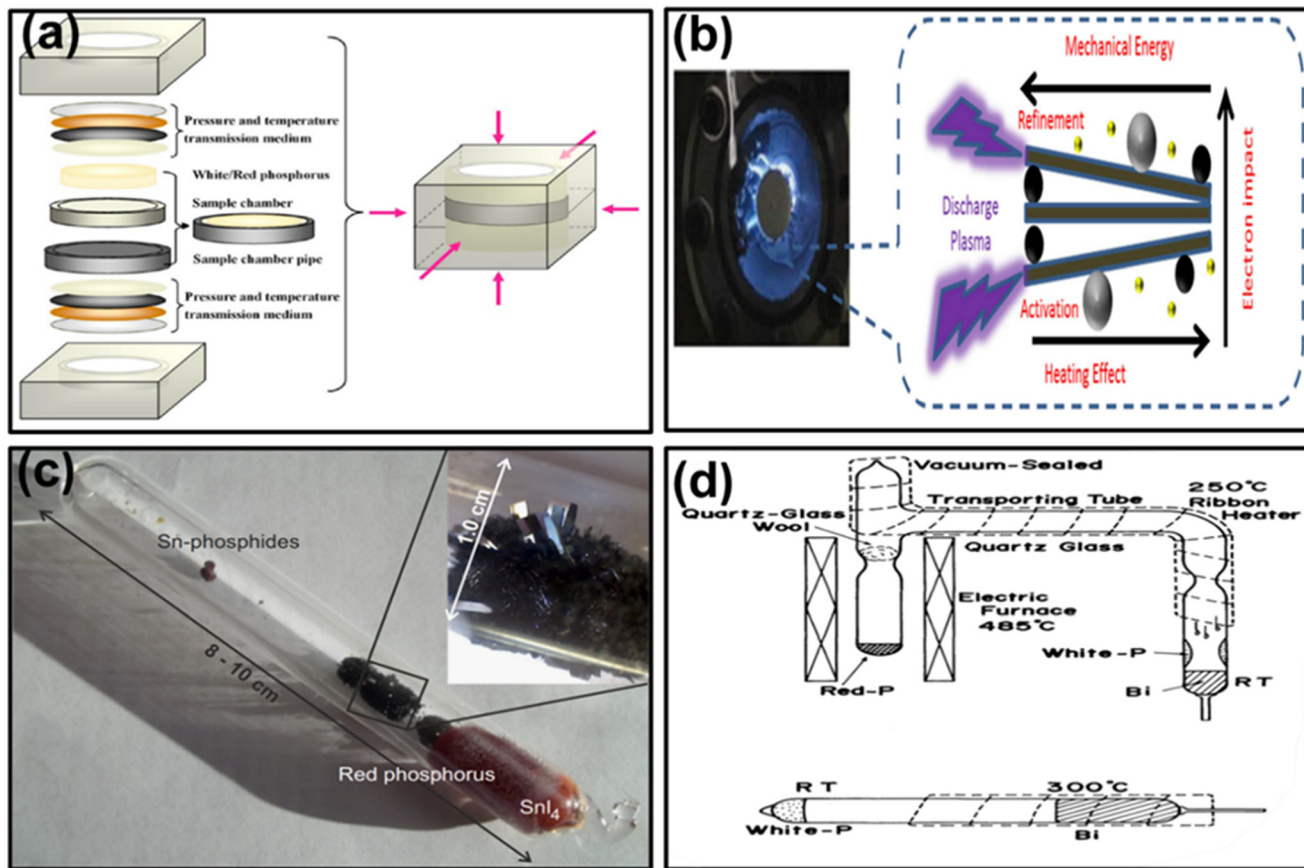 (a)
Pressure and temperature
transmission medium
White/Red phosphorus
Sample chamber
Sample chamber pipe
Pressure and temperature
transmission medium
(b)
Mechanical Energy
Refinement
Discharge
Plasma
Electron impact
Activation
Heating Effect
(c)
Sn-phosphides
1.0 cm
8 - 10 cm
Red phosphorus
SnI4
(d)
Vacuum-Sealed
Transporting Tube
250°C
Ribbon
Heater
Quartz-Glass
Wool
Quartz Glass
Electric
Furnace
485°C
White-P
Red-P
Bi
RT
RT
300°C
White-P
Bi